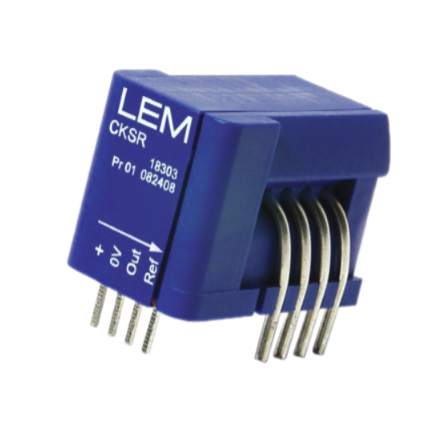 LEM
CKSR
18303
Pr 01 082408
+
0V
Out
Ref